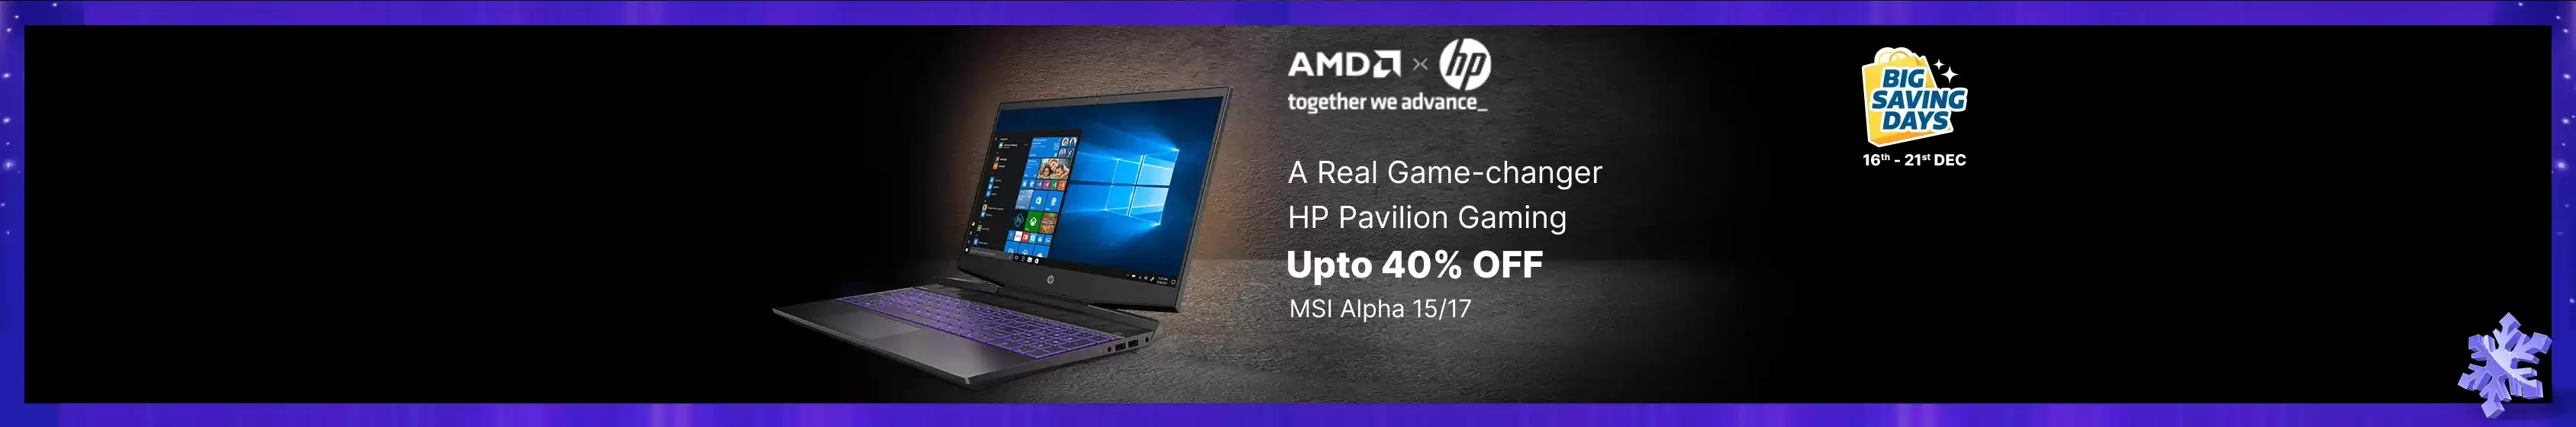 AMD × hp
together we advance_
A Real Game-changer
HP Pavilion Gaming
Upto 40% OFF
MSI Alpha 15/17
BIG
SAVING
DAYS
16th - 21st DEC